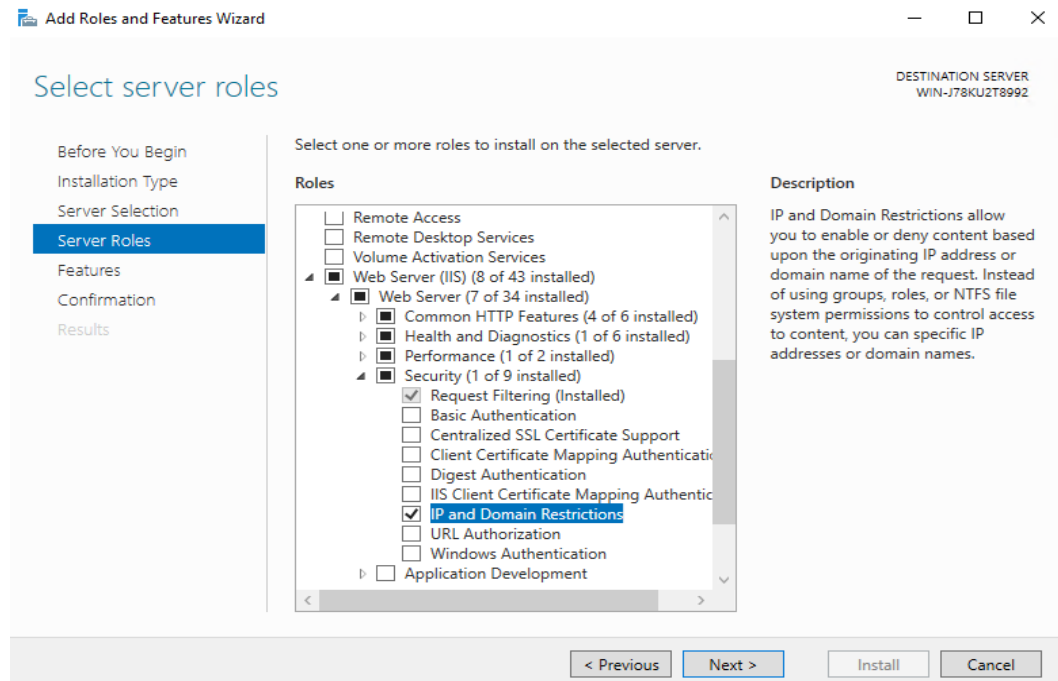 Add Roles and Features Wizard
Select server roles
DESTINATION SERVER
WIN-J78KU2T8992
Before You Begin
Installation Type
Server Selection
Server Roles
Features
Confirmation
Results
Select one or more roles to install on the selected server.
Roles
Remote Access
Remote Desktop Services
Volume Activation Services
Web Server (IIS) (8 of 43 installed)
Web Server (7 of 34 installed)
Common HTTP Features (4 of 6 installed)
Health and Diagnostics (1 of 6 installed)
Performance (1 of 2 installed)
Security (1 of 9 installed)
Request Filtering (Installed)
Basic Authentication
Centralized SSL Certificate Support
Client Certificate Mapping Authenticatic
Digest Authentication
IIS Client Certificate Mapping Authentic
IP and Domain Restrictions
URL Authorization
Windows Authentication
Application Development
Description
IP and Domain Restrictions allow
you to enable or deny content based
upon the originating IP address or
domain name of the request. Instead
of using groups, roles, or NTFS file
system permissions to control access
to content, you can specific IP
addresses or domain names.
< Previous
Next >
Install
Cancel